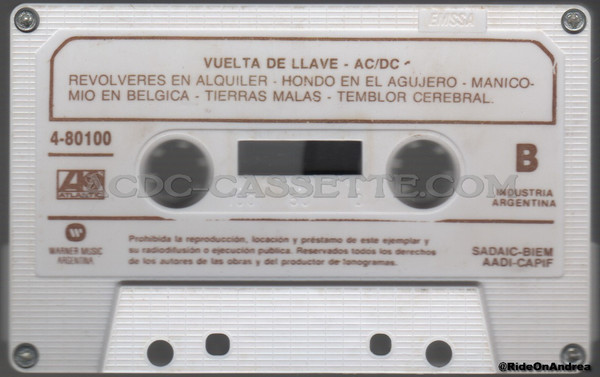 EMSSA
VUELTA DE LLAVE - AC/DC
REVOLVERES EN ALQUILER - HONDO EN EL AGUJERO - MANICO-
MIO EN BELGICA - TIERRAS MALAS - TEMBLOR CEREBRAL.
4-80100
B
ACDC-CASSETTE.COM
ATLANTIC
INDUSTRIA
ARGENTINA
WARNER MUSIC
ARGENTINA
Prohibida la reproducción, locación y préstamo de este ejemplar y
su radiodifusión o ejecución pública. Reservados todos los derechos
de los autores de las obras y del productor de fonogramas.
SADAIC-BIEM
AADI-CAPIF
@RideOnAndrea